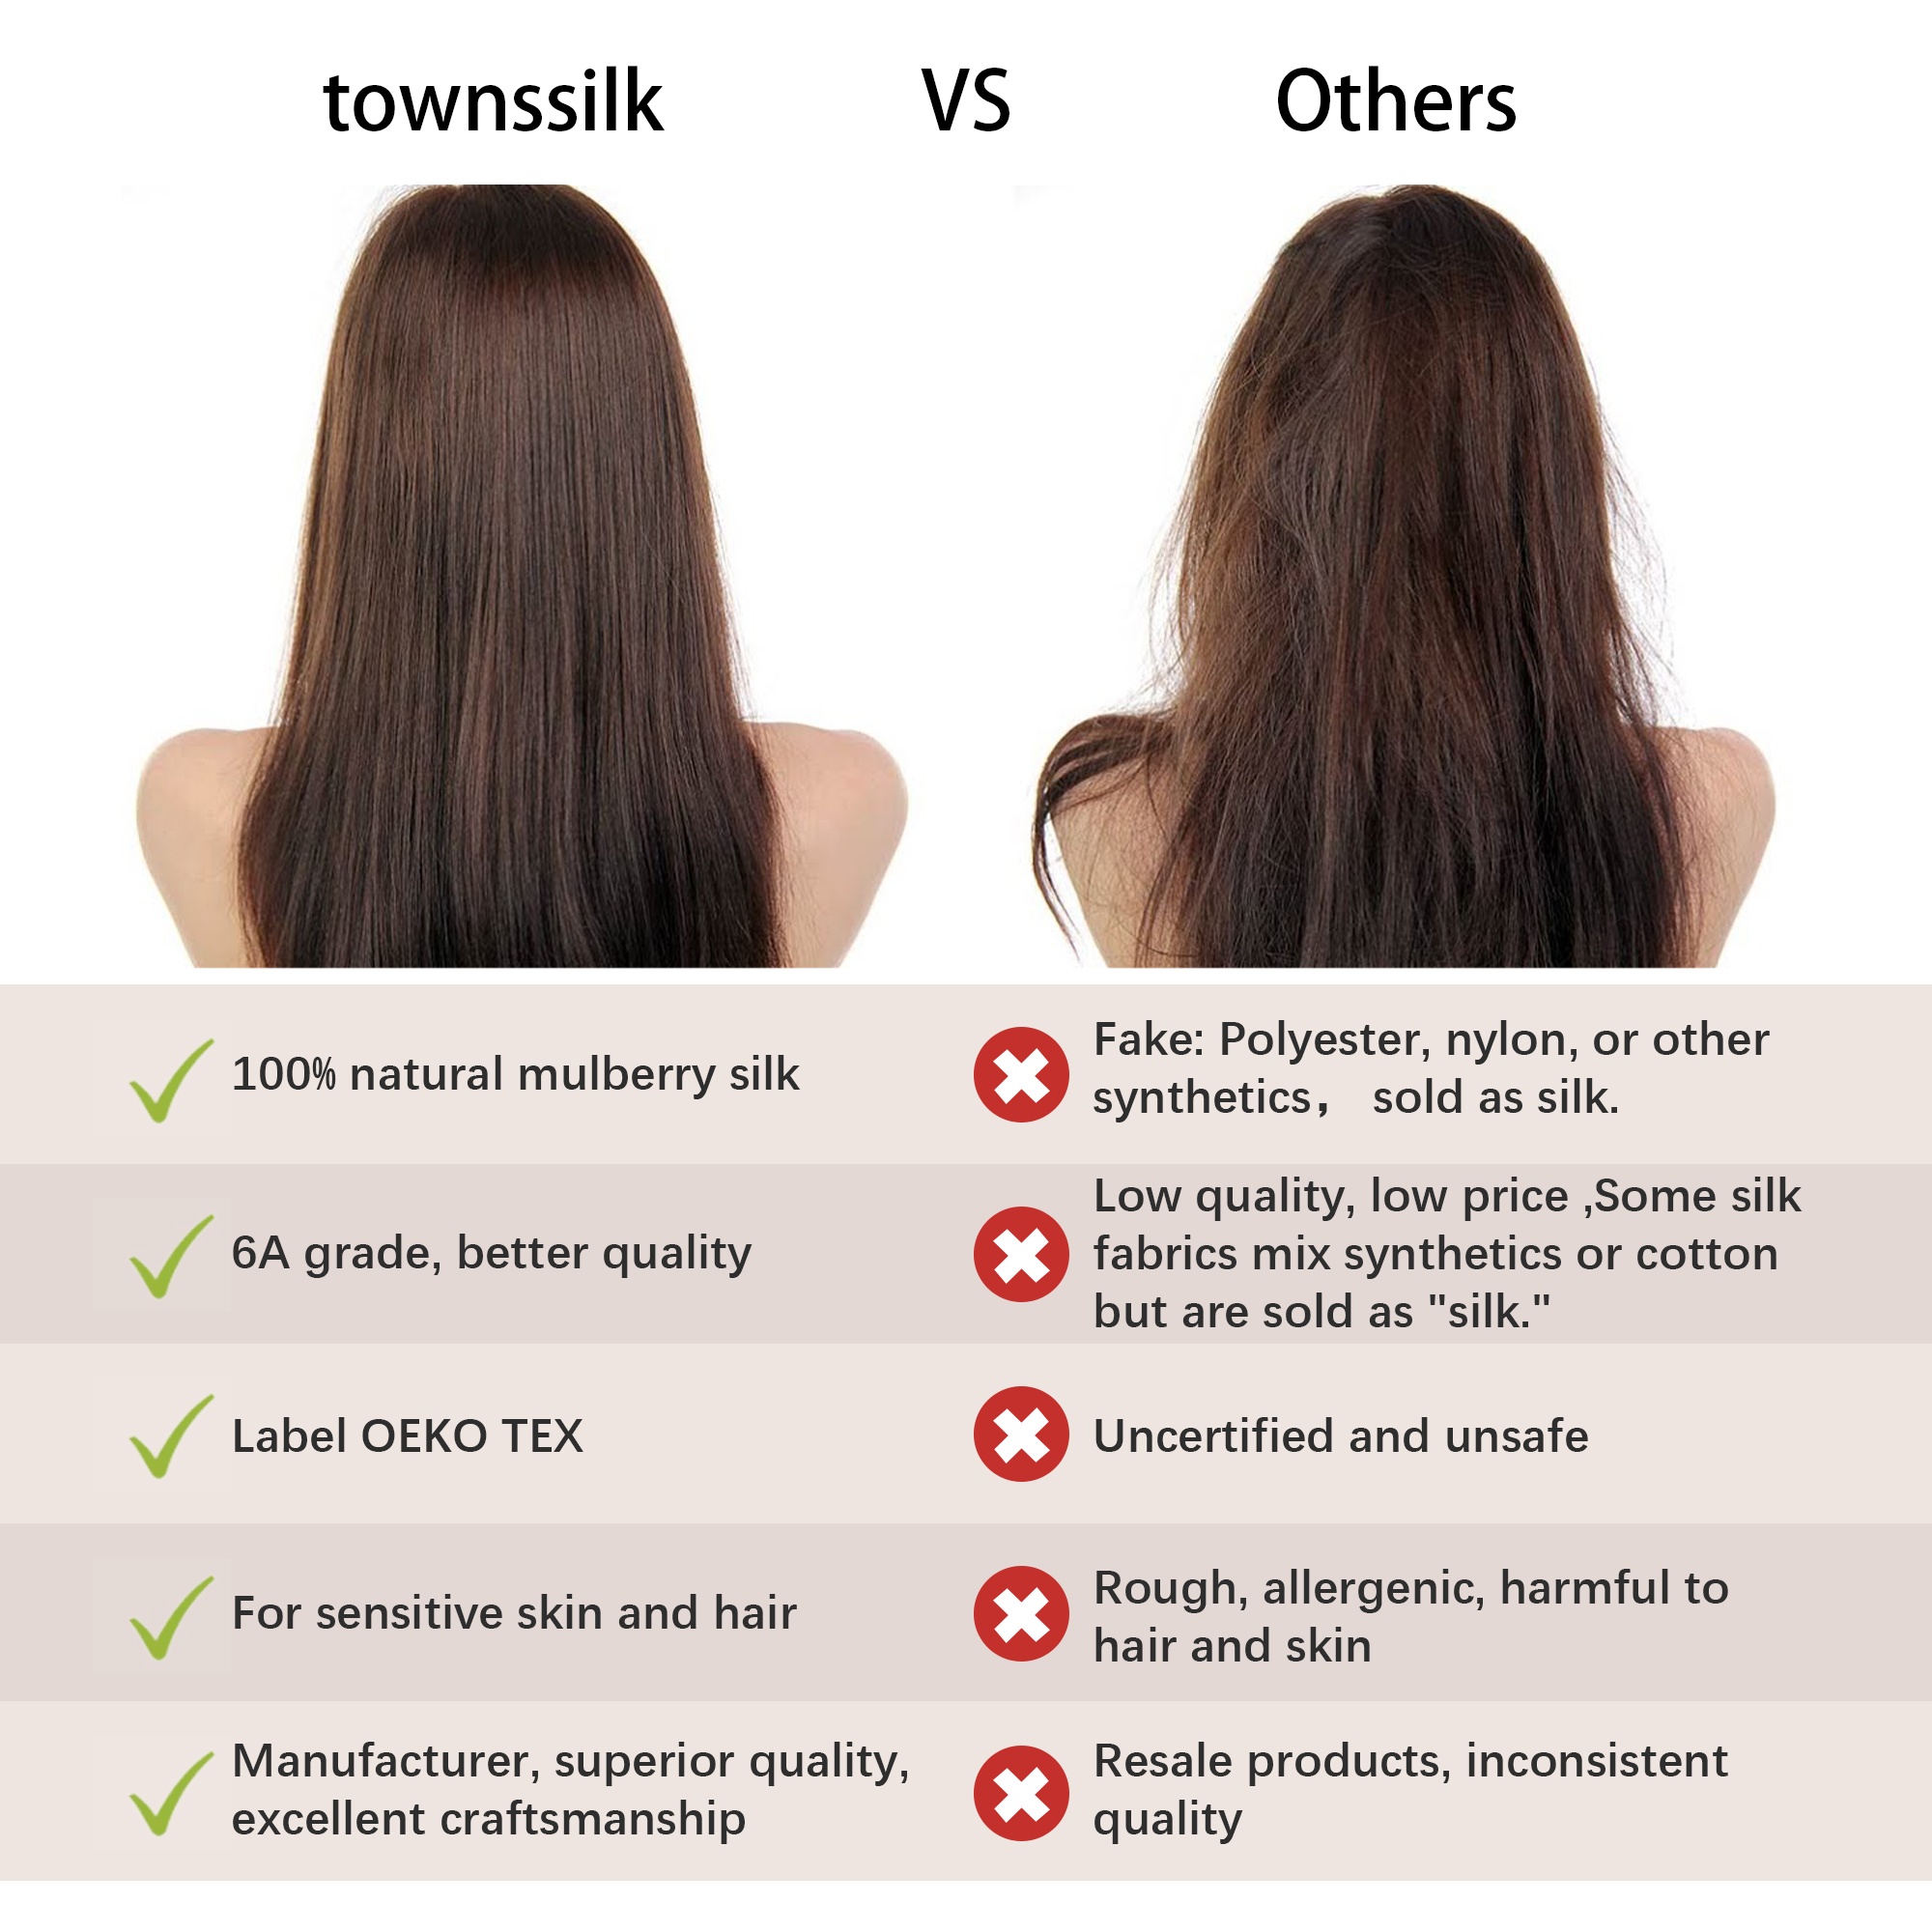 townssilk VS Others
100% natural mulberry silk
Fake: Polyester, nylon, or other
synthetics， sold as silk.
6A grade, better quality
Low quality, low price ,Some silk
fabrics mix synthetics or cotton
but are sold as "silk."
Label OEKO TEX
Uncertified and unsafe
For sensitive skin and hair
Rough, allergenic, harmful to
hair and skin
Manufacturer, superior quality,
excellent craftsmanship
Resale products, inconsistent
quality